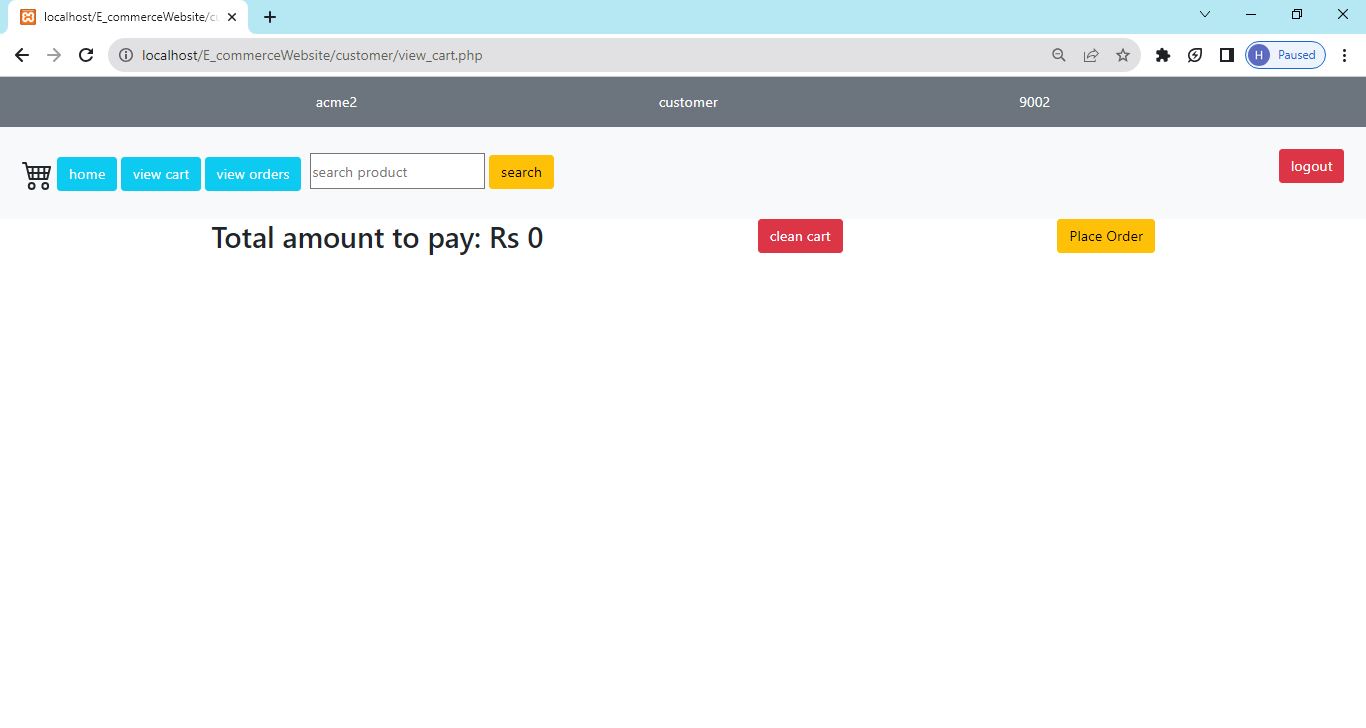 localhost/E_commerceWebsite/cu
localhost/E_commerceWebsite/customer/view_cart.php
H Paused
acme2 customer 9002
home view cart view orders search product search logout
Total amount to pay: Rs 0 clean cart Place Order